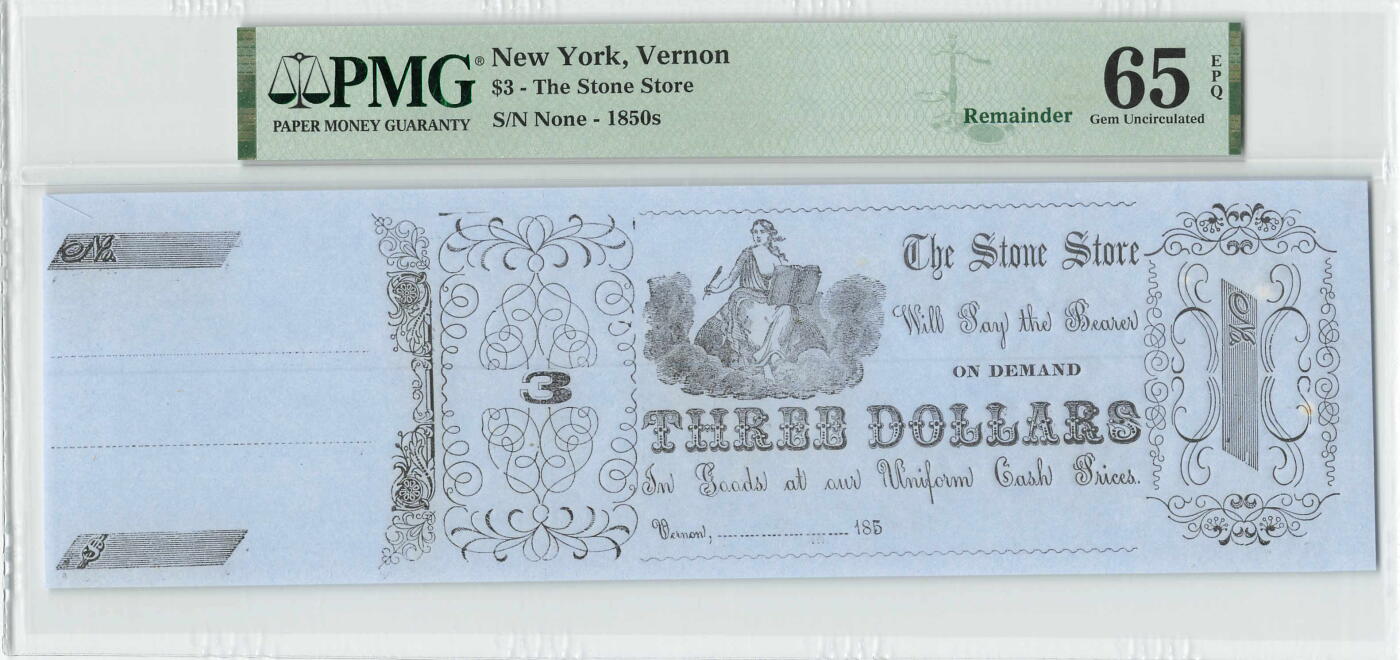 PMG®
PAPER MONEY GUARANTY
New York, Vernon
$3 - The Stone Store
S/N None - 1850s
Remainder
65
EPQ
Gem Uncirculated
No.
$
3
The Stone Store
Will Pay the Bearer
ON DEMAND
THREE DOLLARS
In Goods at our Uniform Cash Prices.
Vernon, 185
No.